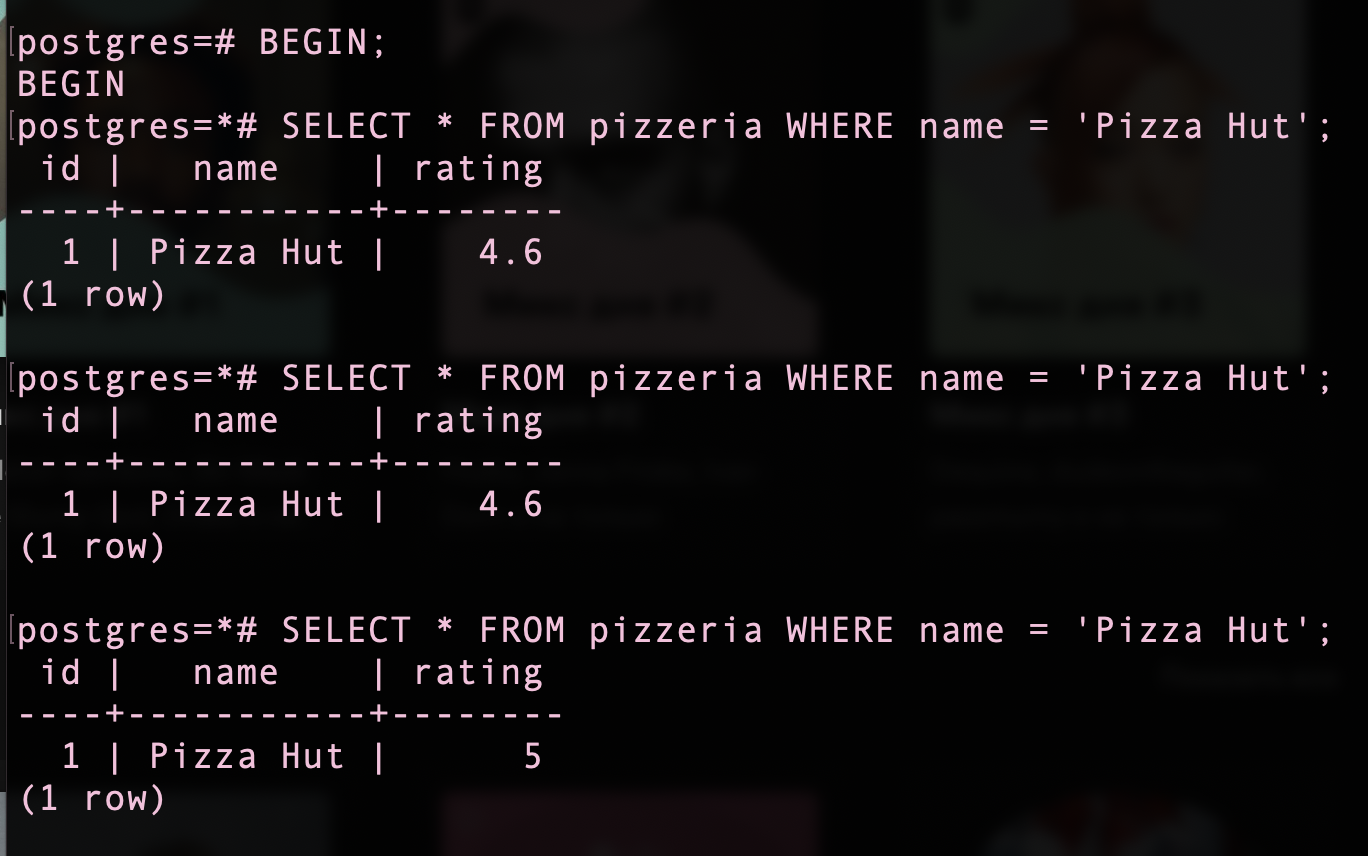 postgres=# BEGIN;
BEGIN
postgres=*# SELECT * FROM pizzeria WHERE name = 'Pizza Hut';
 id |   name    | rating
----+-----------+--------
  1 | Pizza Hut |    4.6
(1 row)

postgres=*# SELECT * FROM pizzeria WHERE name = 'Pizza Hut';
 id |   name    | rating
----+-----------+--------
  1 | Pizza Hut |    4.6
(1 row)

postgres=*# SELECT * FROM pizzeria WHERE name = 'Pizza Hut';
 id |   name    | rating
----+-----------+--------
  1 | Pizza Hut |      5
(1 row)